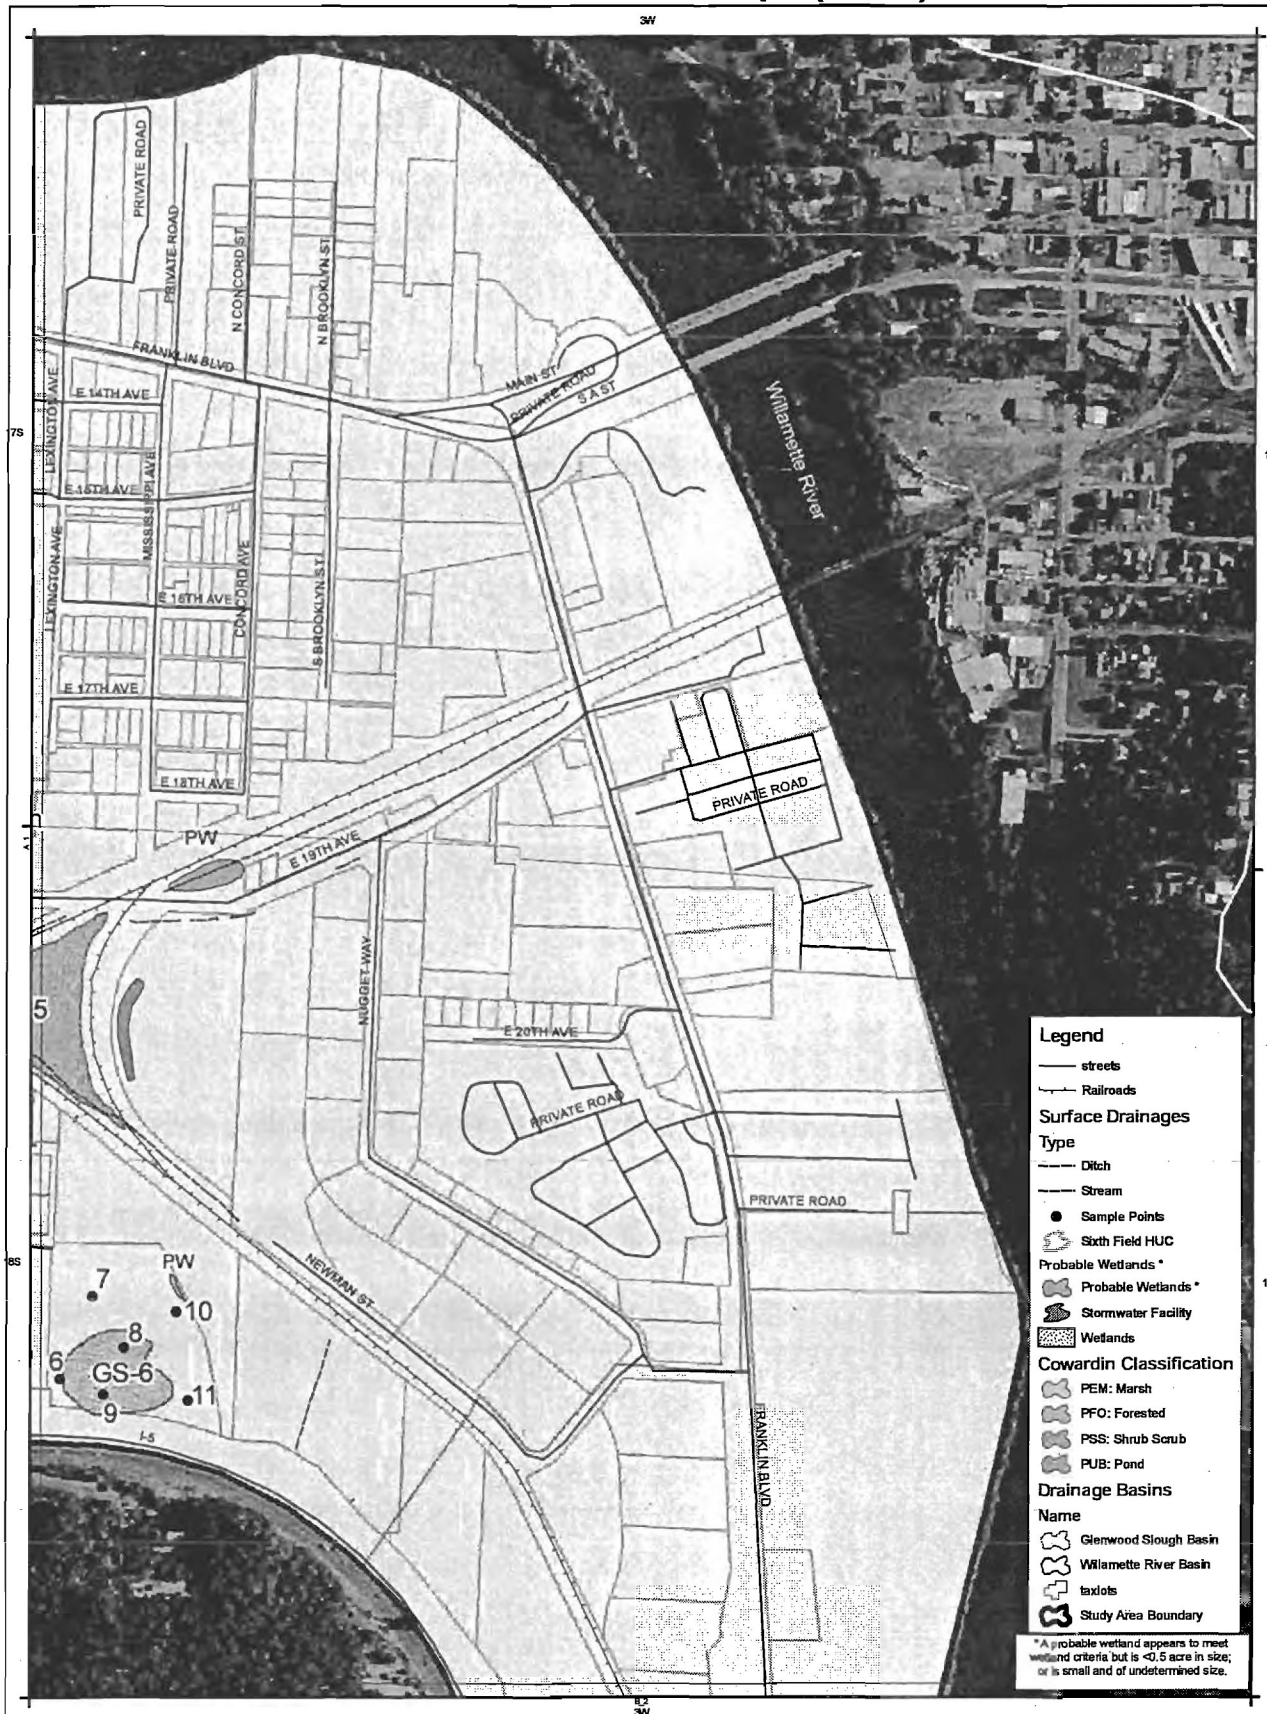 3W
PRIVATE ROAD
PRIVATE ROAD
N CONCORD ST
N BROOKLYN ST
FRANKLIN BLVD
MAIN ST
PRIVATE ROAD
S A ST
Willamette River
LEXINGTON AVE
E 14TH AVE
7S
E 15TH AVE
MISSISSIPPI AVE
LEXINGTON AVE
E 16TH AVE
CONCORD AVE
S BROOKLYN ST
E 17TH AVE
E 18TH AVE
PRIVATE ROAD
PW
E 19TH AVE
NUGGET WAY
5
E 20TH AVE
PRIVATE ROAD
PRIVATE ROAD
NEWMAN ST
8S
PW
7
10
8
6
GS-6
9
11
I-5
FRANKLIN BLVD
Legend
streets
Railroads
Surface Drainages
Type
Ditch
Stream
Sample Points
Sixth Field HUC
Probable Wetlands *
Probable Wetlands *
Stormwater Facility
Wetlands
Cowardin Classification
PEM: Marsh
PFO: Forested
PSS: Shrub Scrub
PUB: Pond
Drainage Basins
Name
Glenwood Slough Basin
Willamette River Basin
taxlots
Study Area Boundary
*A probable wetland appears to meet
wetland criteria but is <0.5 acre in size;
or is small and of undetermined size.
3W